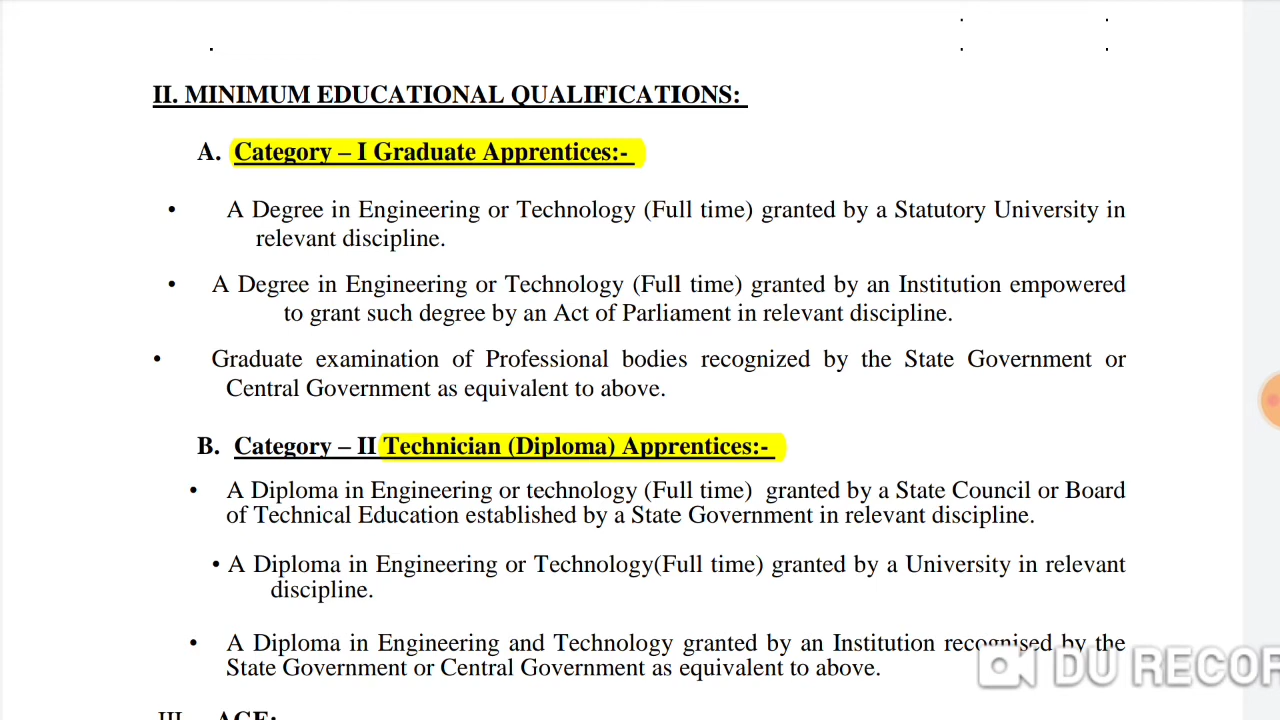 II. MINIMUM EDUCATIONAL QUALIFICATIONS:
A. Category – I Graduate Apprentices:-
• A Degree in Engineering or Technology (Full time) granted by a Statutory University in
relevant discipline.
• A Degree in Engineering or Technology (Full time) granted by an Institution empowered
to grant such degree by an Act of Parliament in relevant discipline.
• Graduate examination of Professional bodies recognized by the State Government or
Central Government as equivalent to above.
B. Category – II Technician (Diploma) Apprentices:-
• A Diploma in Engineering or technology (Full time) granted by a State Council or Board
of Technical Education established by a State Government in relevant discipline.
• A Diploma in Engineering or Technology(Full time) granted by a University in relevant
discipline.
• A Diploma in Engineering and Technology granted by an Institution recognised by the
State Government or Central Government as equivalent to above.
DU RECOR
III. AGE: